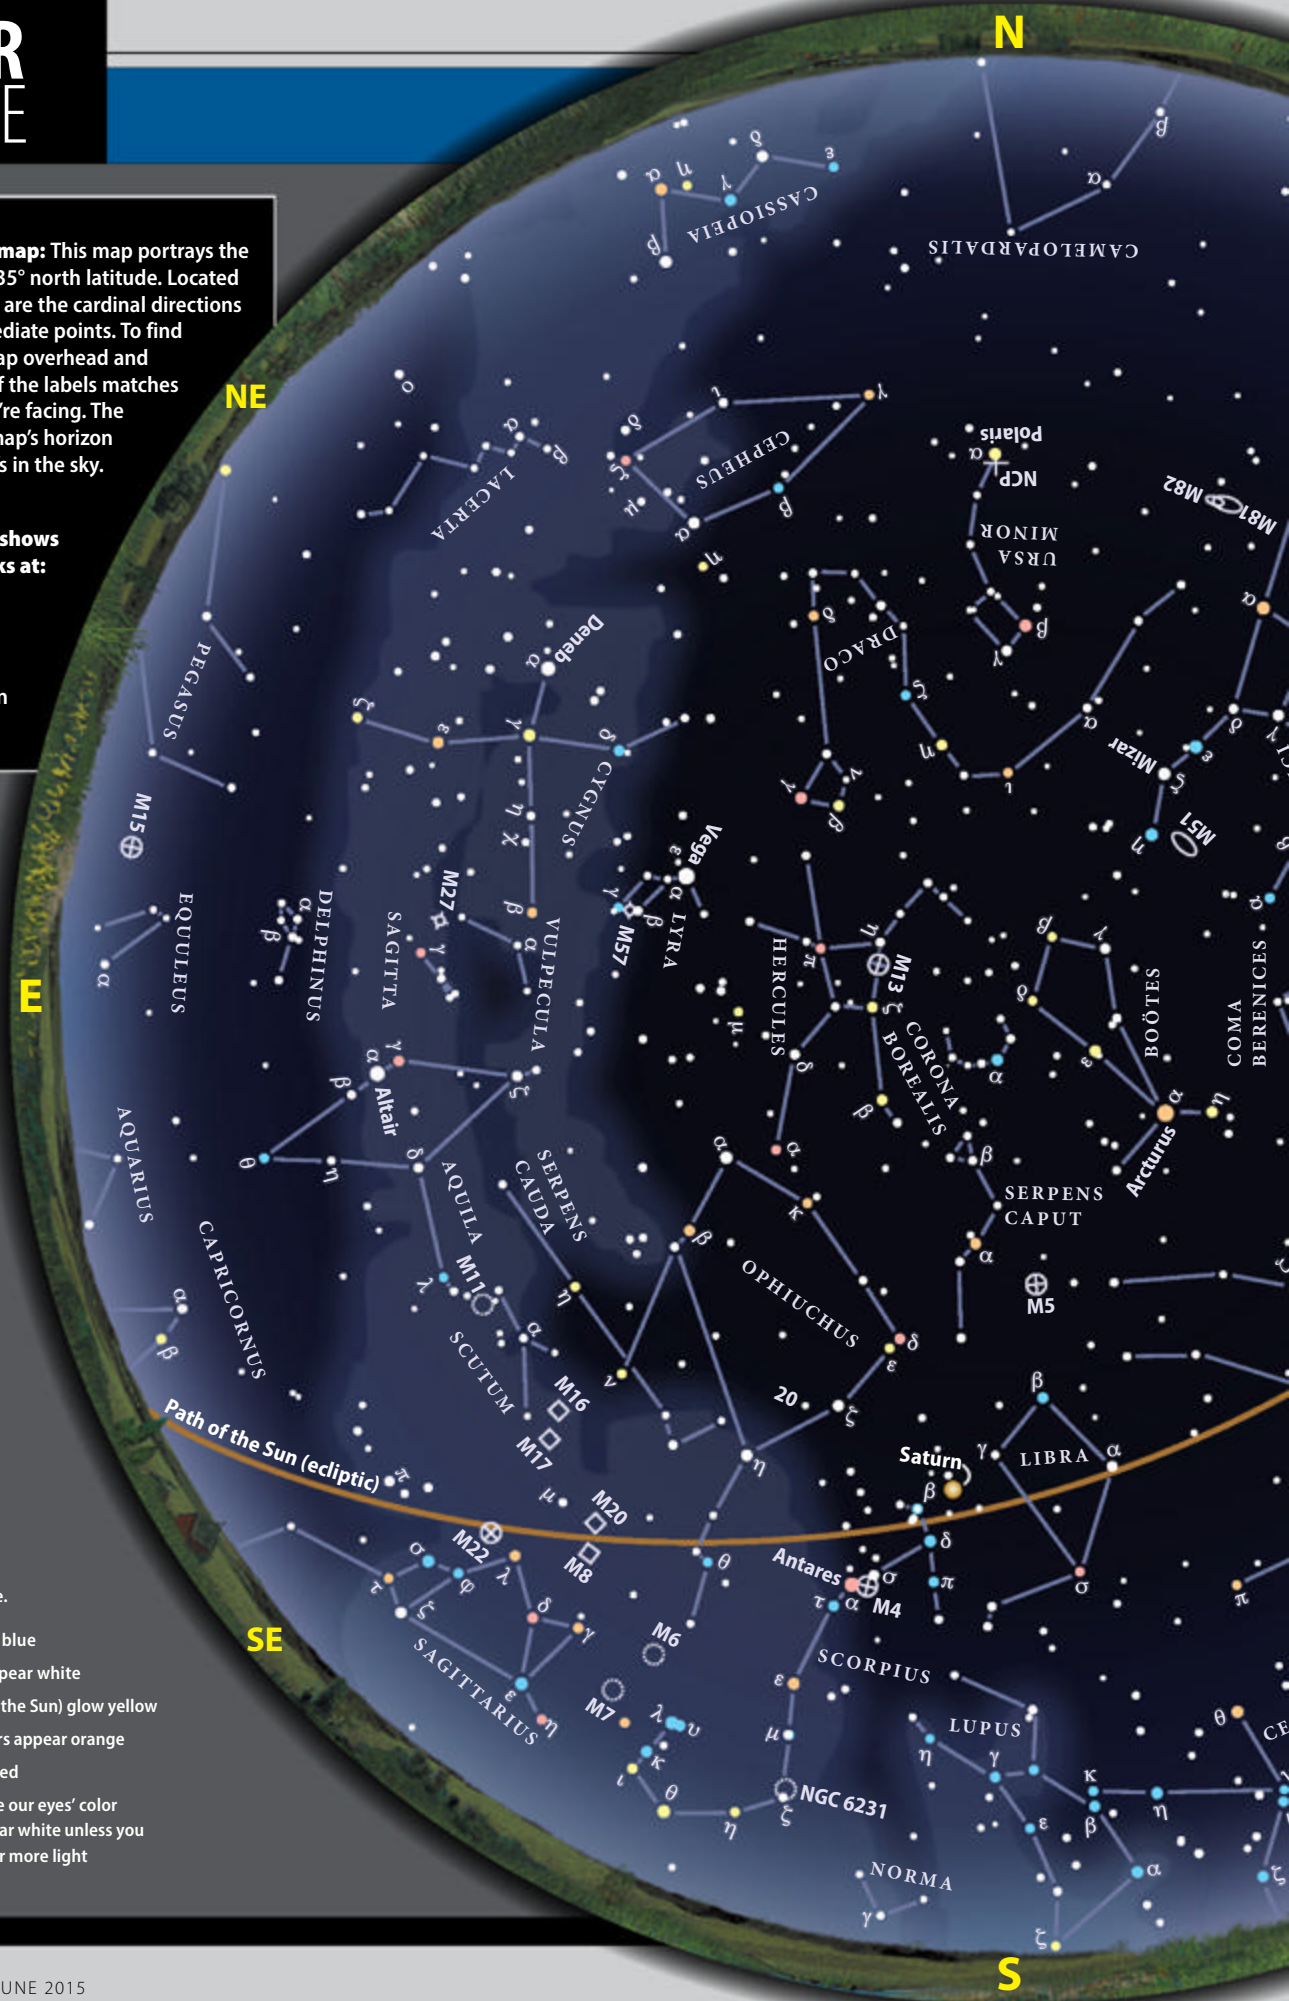 R
E
map: This map portrays the
35° north latitude. Located
are the cardinal directions
ediate points. To find
ap overhead and
f the labels matches
're facing. The
nap's horizon
's in the sky.
shows
ks at:
n
e.
blue
pear white
the Sun) glow yellow
rs appear orange
ed
e our eyes' color
ar white unless you
r more light
UNE 2015
N
NE
E
SE
S
δ
ε
α
η
γ
β
CASSIOPEIA
β
α
CAMELOPARDALIS
ο
α
β
LACERTA
δ
ι
γ
ζ
CEPHEUS
η
β
α
η
Polaris
α
NCP
URSA
MINOR
β
γ
M82
M81
α
δ
DRACO
ζ
η
ι
α
γ
ν
β
Mizar
ε
δ
γ
ζ
η
M51
α
Deneb
α
ζ
ε
γ
δ
CYGNUS
η
χ
β
PEGASUS
M15
Vega
ε
α
γ
β
LYRA
M57
M27
γ
SAGITTA
α
VULPECULA
DELPHINUS
α
β
EQUULEUS
α
HERCULES
π
η
M13
ζ
μ
δ
β
α
CORONA
BOREALIS
α
β
γ
δ
ε
BOÖTES
α
η
Arcturus
COMA
BERENICES
α
γ
Altair
β
θ
η
δ
ζ
AQUILA
λ
AQUARIUS
CAPRICORNUS
α
β
SERPENS
CAUDA
η
ν
M11
α
SCUTUM
M16
M17
α
β
κ
OPHIUCHUS
δ
ε
ζ
20
η
θ
β
SERPENS
CAPUT
α
M5
β
γ
LIBRA
α
σ
Saturn
Path of the Sun (ecliptic)
π
μ
M20
M22
M8
σ
λ
φ
τ
ζ
δ
γ
ε
η
SAGITTARIUS
M6
M7
β
δ
π
Antares
σ
α
M4
τ
SCORPIUS
ε
μ
λ
υ
κ
ι
θ
η
ζ
NGC 6231
LUPUS
η
γ
ε
ζ
κ
β
η
α
π
θ
CE
ζ
NORMA
γ